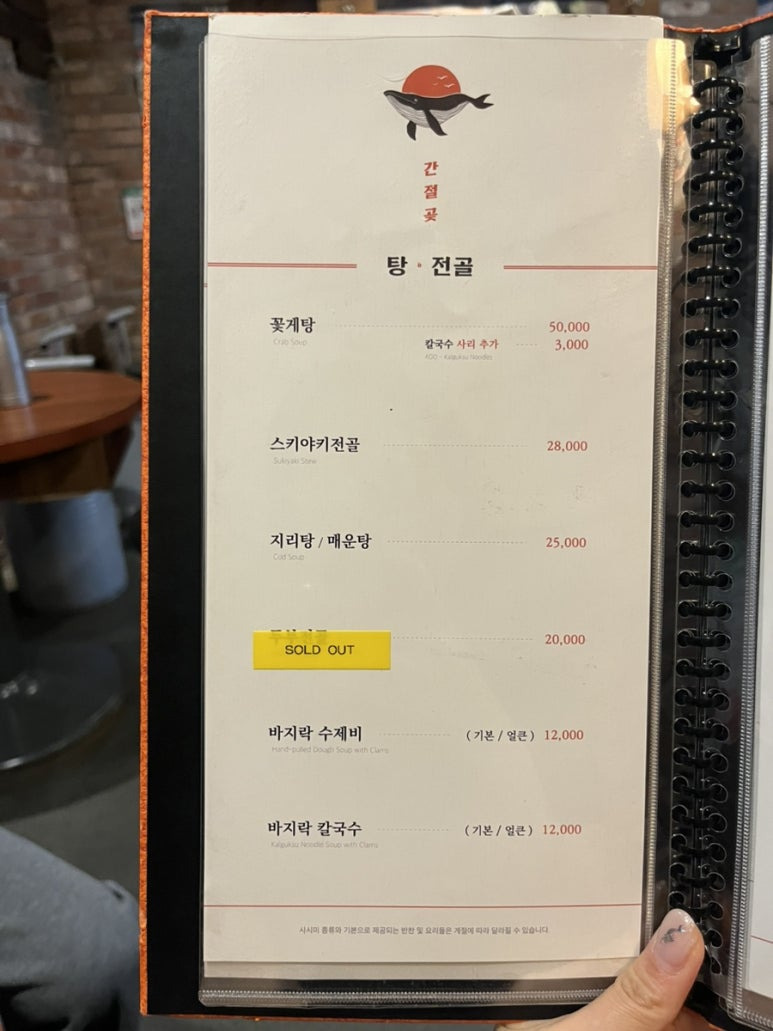 간
절
곶
탕 • 전골
꽃게탕 50,000
Crab Soup
칼국수 사리 추가 3,000
ADD - Kalguksu Noodles
스키야키전골 28,000
Sukiyaki Stew
지리탕 / 매운탕 25,000
Cod Soup
20,000
SOLD OUT
바지락 수제비 ( 기본 / 얼큰 ) 12,000
Hand-pulled Dough Soup with Clams
바지락 칼국수 ( 기본 / 얼큰 ) 12,000
Kalguksu Noodle Soup with Clams
사시미 종류와 기본으로 제공되는 반찬 및 요리들은 계절에 따라 달라질 수 있습니다.